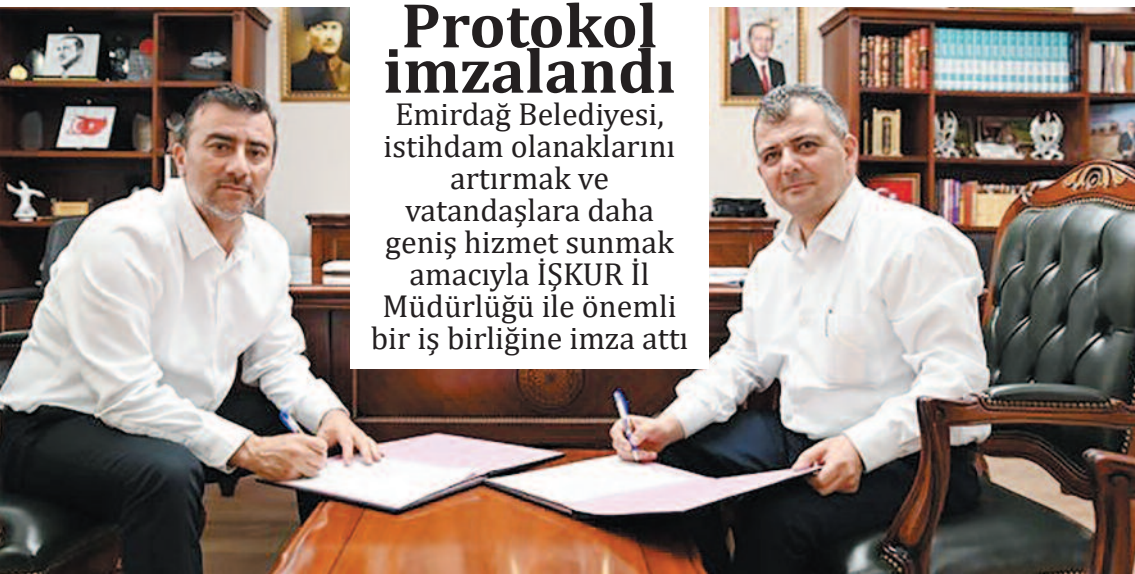 Protokol
imzalandı
Emirdağ Belediyesi,
istihdam olanaklarını
artırmak ve
vatandaşlara daha
geniş hizmet sunmak
amacıyla İŞKUR İl
Müdürlüğü ile önemli
bir iş birliğine imza attı